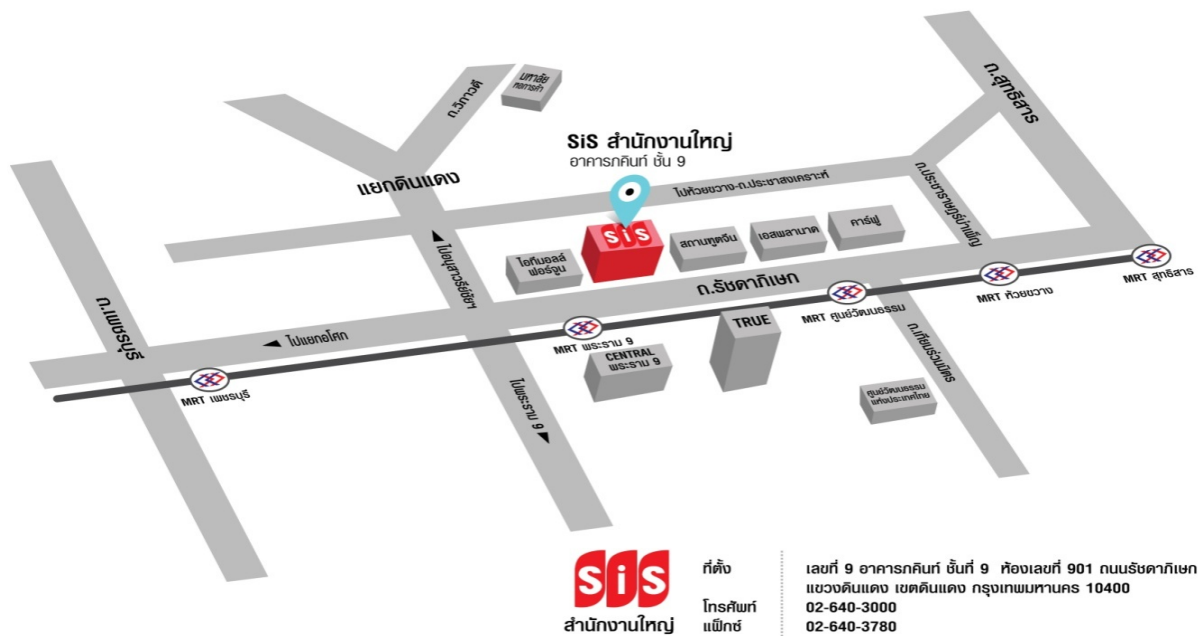 มหาลัย
หอการค้า
ถ.วิภาวดี
ถ.สุทธิสาร
SiS สำนักงานใหญ่
อาคารภคินท์ ชั้น 9
แยกดินแดง
ไปห้วยขวาง-ถ.ประชาสงเคราะห์
ถ.ประชาราษฎร์บำเพ็ญ
SiS
คาร์ฟู
เอสพลานาด
สถานทูตจีน
ไอทีมอลล์
ฟอร์จูน
ไปอนุสาวรีย์ชัยฯ
ถ.รัชดาภิเษก
MRT สุทธิสาร
MRT ห้วยขวาง
MRT ศูนย์วัฒนธรรม
ถ.เพชรบุรี
ไปแยกอโศก
TRUE
MRT พระราม 9
CENTRAL
พระราม 9
ถ.เทียมร่วมมิตร
MRT เพชรบุรี
ไปพระราม 9
ศูนย์วัฒนธรรม
แห่งประเทศไทย
SiS
สำนักงานใหญ่
ที่ตั้ง เลขที่ 9 อาคารภคินท์ ชั้นที่ 9 ห้องเลขที่ 901 ถนนรัชดาภิเษก
แขวงดินแดง เขตดินแดง กรุงเทพมหานคร 10400
โทรศัพท์ 02-640-3000
แฟ็กซ์ 02-640-3780